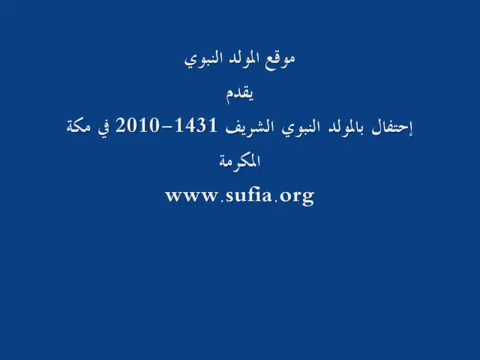 موقع المولد النبوي
يقدم
إحتفال بالمولد النبوي الشريف 1431-2010 في مكة
المكرمة
www.sufia.org